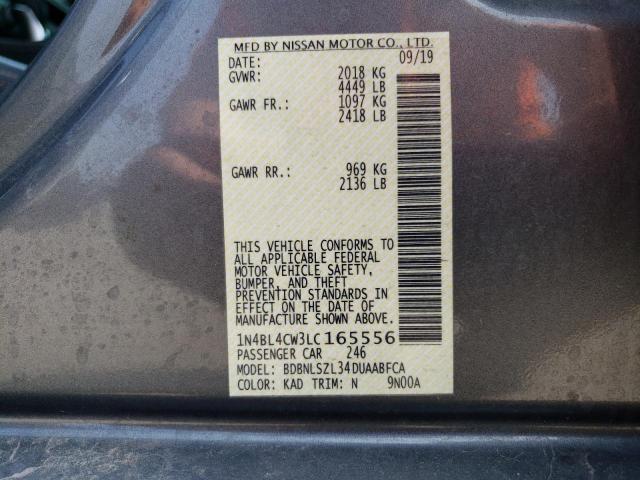 MFD BY NISSAN MOTOR CO., LTD.
DATE: 09/19
GVWR: 2018 KG
4449 LB
GAWR FR.: 1097 KG
2418 LB
GAWR RR.: 969 KG
2136 LB
THIS VEHICLE CONFORMS TO
ALL APPLICABLE FEDERAL
MOTOR VEHICLE SAFETY,
BUMPER, AND THEFT
PREVENTION STANDARDS IN
EFFECT ON THE DATE OF
MANUFACTURE SHOWN ABOVE.
1N4BL4CW3LC165556
PASSENGER CAR 246
MODEL: BDBNLSZL34DUAABFCA
COLOR: KAD TRIM: N 9N00A